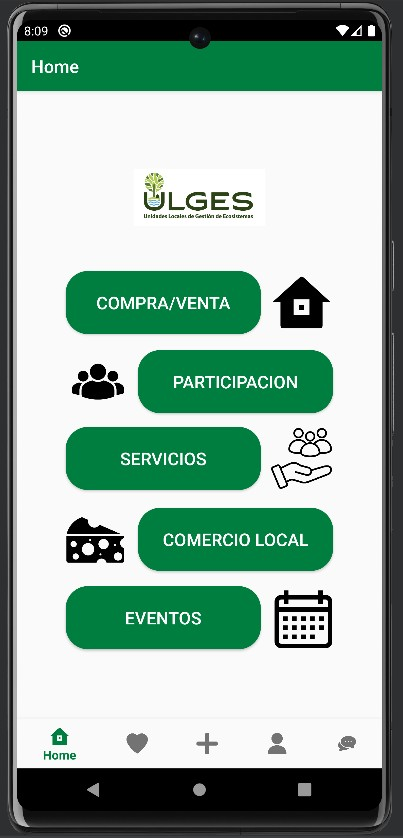 8:09
Home
ULGES
Unidades Locales de Gestión de Ecosistemas
COMPRA/VENTA
PARTICIPACION
SERVICIOS
COMERCIO LOCAL
EVENTOS
Home